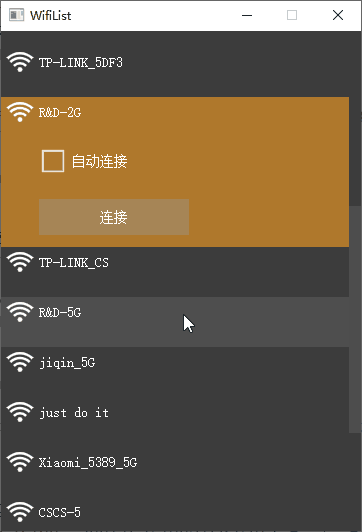 WifiList
TP-LINK_5DF3
R&D-2G
自动连接
连接
TP-LINK_CS
R&D-5G
jiqin_5G
just do it
Xiaomi_5389_5G
CSCS-5